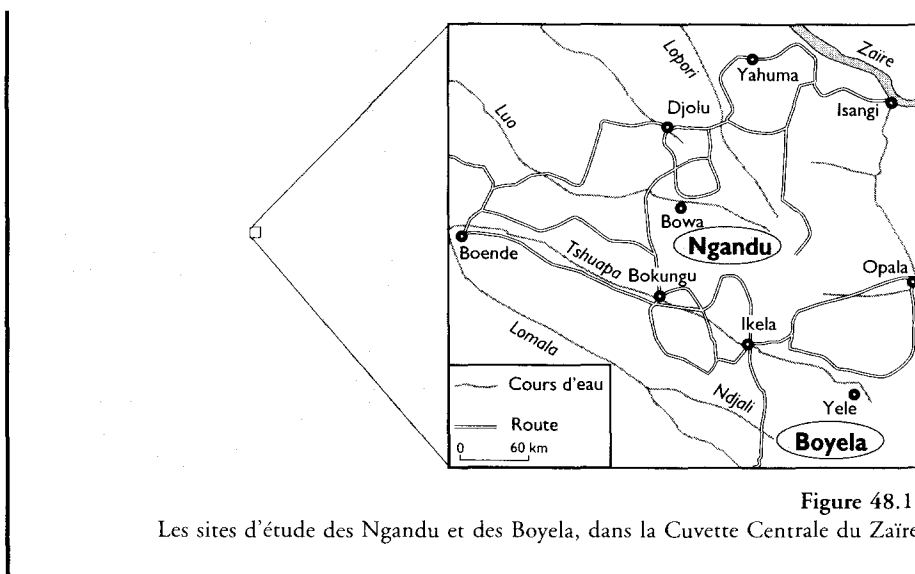 Zaïre
Lopori
Yahuma
Isangi
Djolu
Luo
Bowa
Ngandu
Boende
Tshuapa
Bokungu
Opala
Ikela
Lomala
Cours d'eau
Ndjali
Yele
Route
Boyela
0 60 km
Figure 48.1
Les sites d'étude des Ngandu et des Boyela, dans la Cuvette Centrale du Zaïre